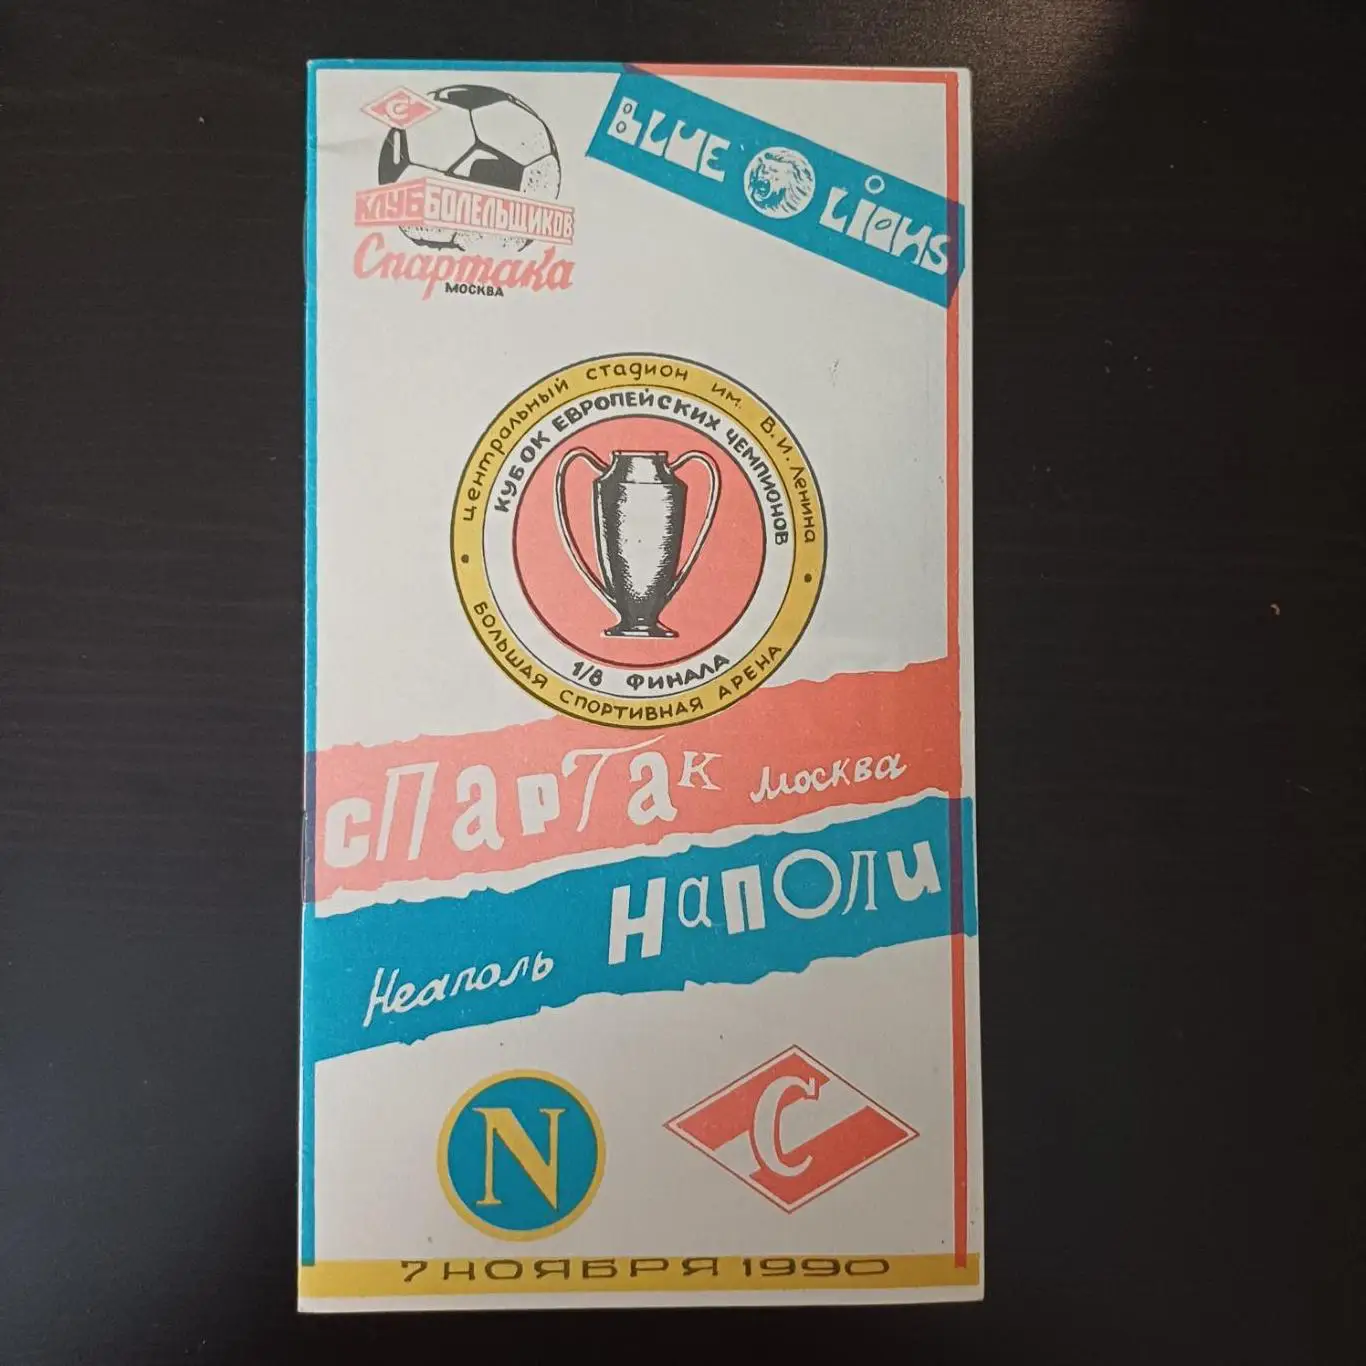 С
КЛУБ БОЛЕЛЬЩИКОВ
Спартака
МОСКВА
BLUE LIONS
ЦЕНТРАЛЬНЫЙ СТАДИОН ИМ. В.И. ЛЕНИНА
КУБОК ЕВРОПЕЙСКИХ ЧЕМПИОНОВ
1/8 ФИНАЛА
БОЛЬШАЯ СПОРТИВНАЯ АРЕНА
СПАРТАК Москва
Неаполь НАПОЛИ
N
С
7 НОЯБРЯ 1990